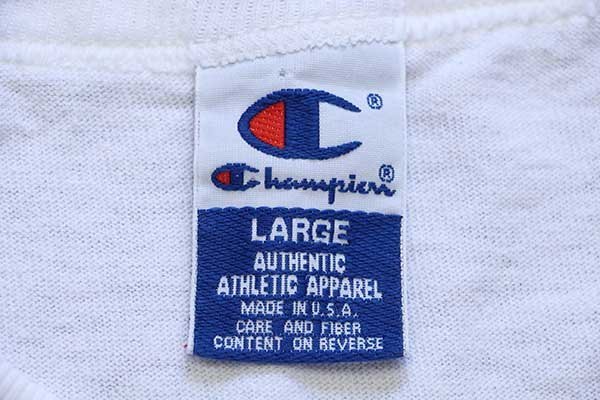 C ®
Champion ®
LARGE
AUTHENTIC
ATHLETIC APPAREL
MADE IN U.S.A.
CARE AND FIBER
CONTENT ON REVERSE